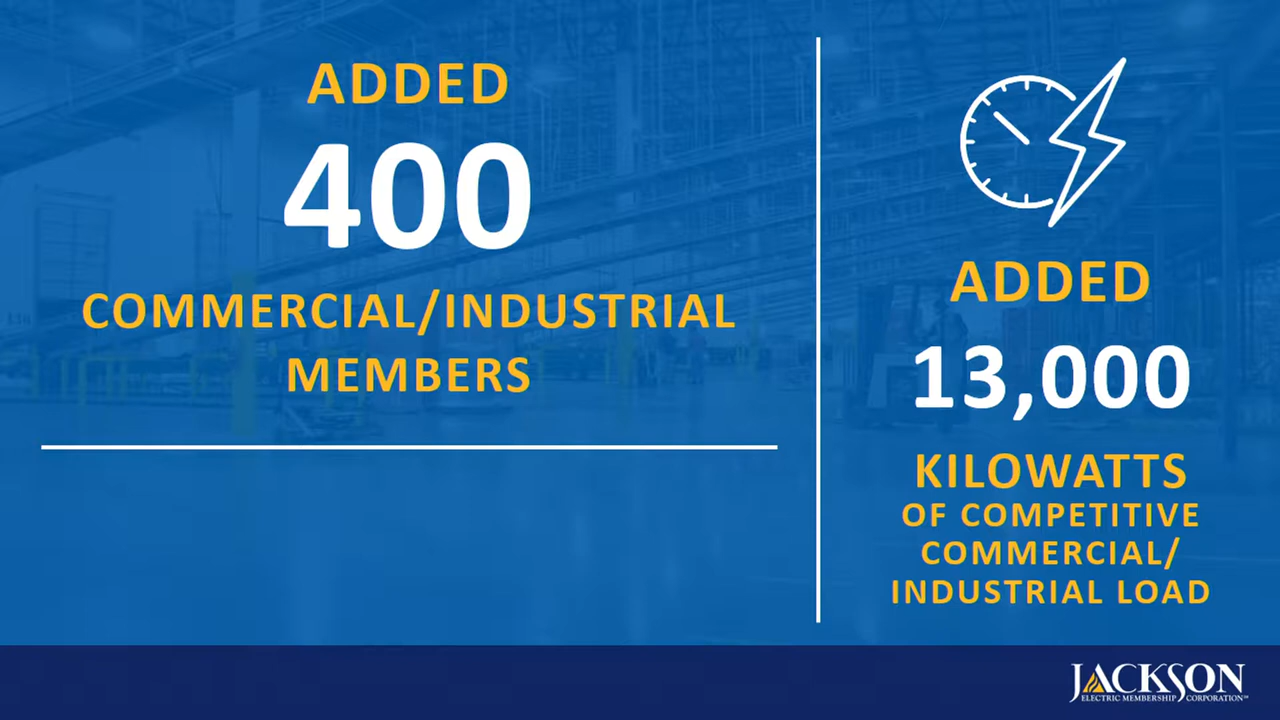 ADDED
400
COMMERCIAL/INDUSTRIAL
MEMBERS
ADDED
13,000
KILOWATTS
OF COMPETITIVE
COMMERCIAL/
INDUSTRIAL LOAD
JACKSON
ELECTRIC MEMBERSHIP CORPORATION